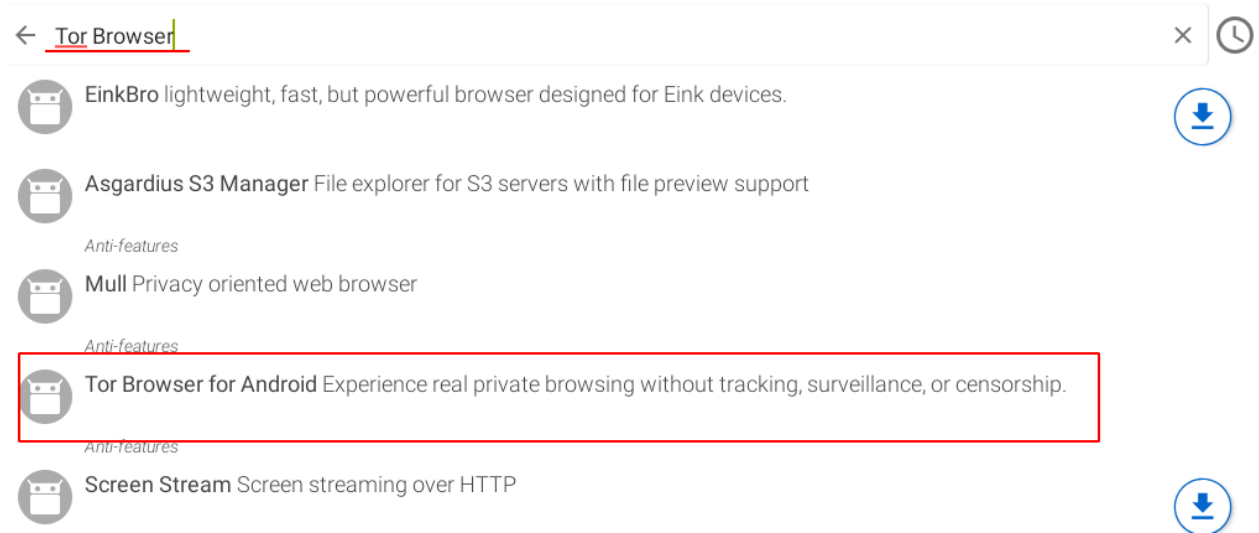 Tor Browser
EinkBro lightweight, fast, but powerful browser designed for Eink devices.
Asgardius S3 Manager File explorer for S3 servers with file preview support
Anti-features
Mull Privacy oriented web browser
Anti-features
Tor Browser for Android Experience real private browsing without tracking, surveillance, or censorship.
Anti-features
Screen Stream Screen streaming over HTTP